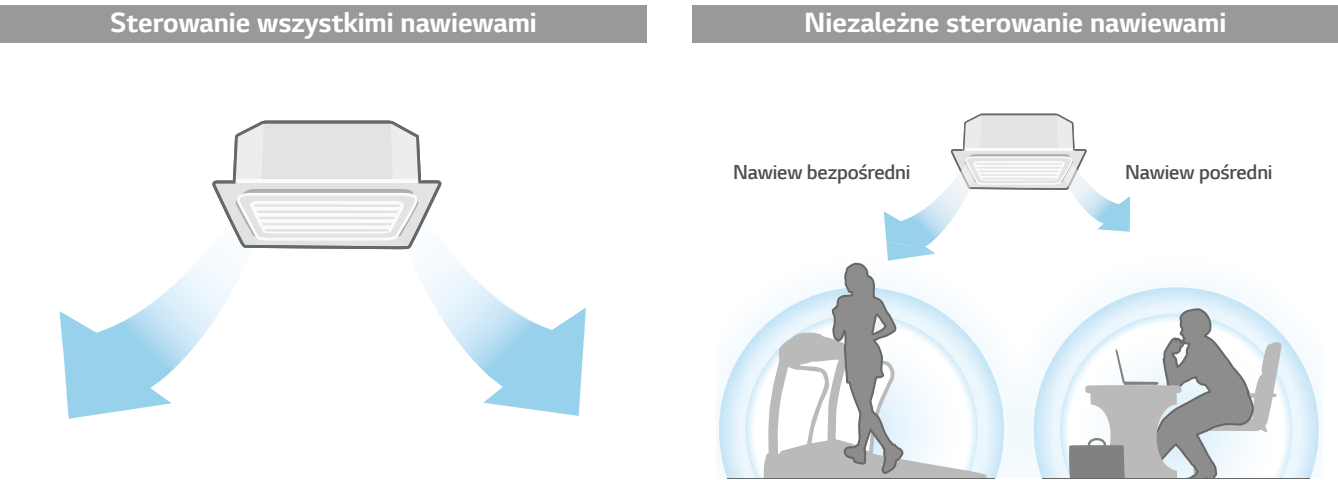 Sterowanie wszystkimi nawiewami
Niezależne sterowanie nawiewami
Nawiew bezpośredni
Nawiew pośredni